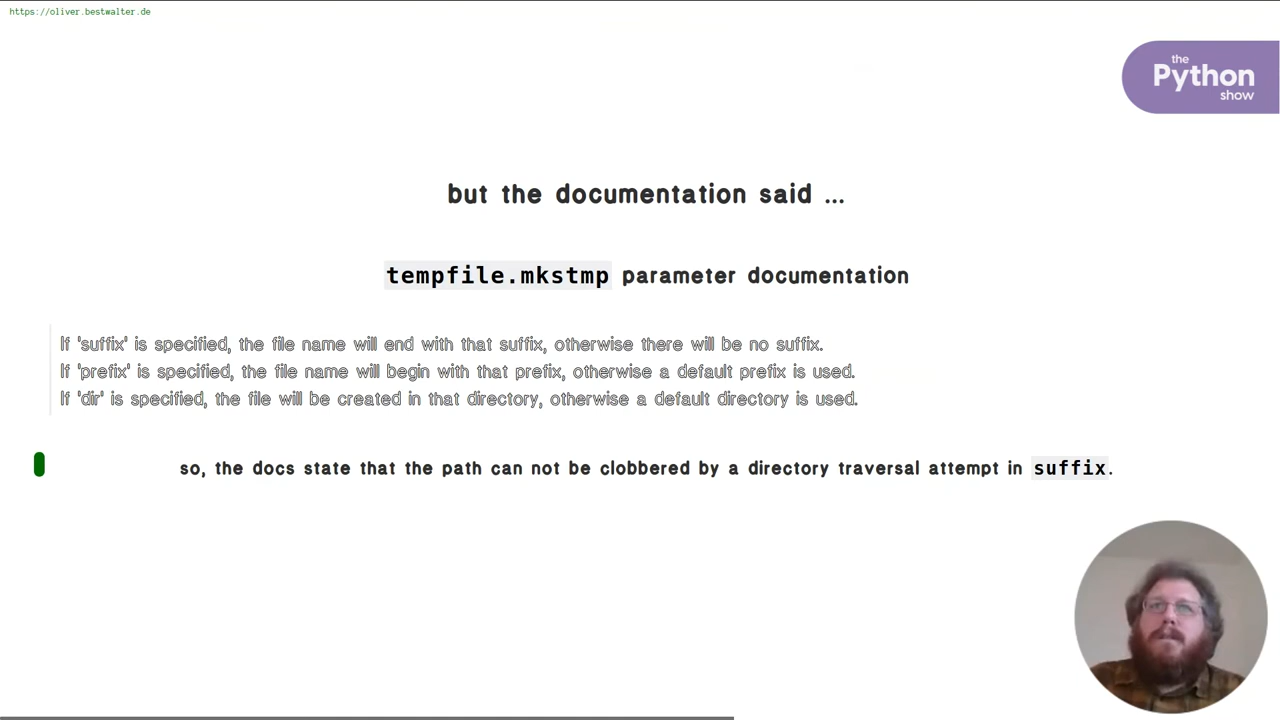 https://oliver.bestwalter.de
the
Python
show
but the documentation said ...
tempfile.mkstmp parameter documentation
If 'suffix' is specified, the file name will end with that suffix, otherwise there will be no suffix.
If 'prefix' is specified, the file name will begin with that prefix, otherwise a default prefix is used.
If 'dir' is specified, the file will be created in that directory, otherwise a default directory is used.
so, the docs state that the path can not be clobbered by a directory traversal attempt in suffix.